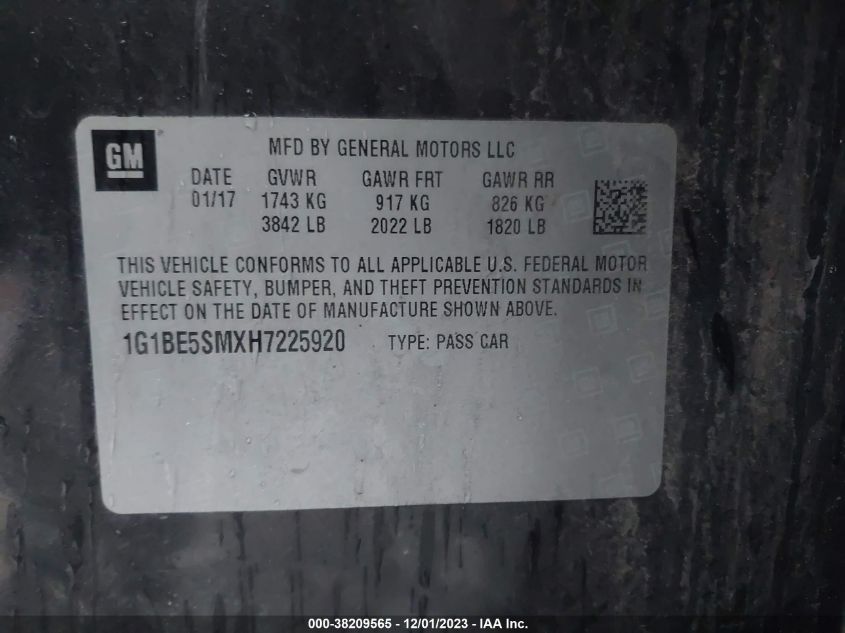 GM
MFD BY GENERAL MOTORS LLC
DATE GVWR GAWR FRT GAWR RR
01/17 1743 KG 917 KG 826 KG
3842 LB 2022 LB 1820 LB
THIS VEHICLE CONFORMS TO ALL APPLICABLE U.S. FEDERAL MOTOR
VEHICLE SAFETY, BUMPER, AND THEFT PREVENTION STANDARDS IN
EFFECT ON THE DATE OF MANUFACTURE SHOWN ABOVE.
1G1BE5SMXH7225920 TYPE: PASS CAR
000-38209565 - 12/01/2023 - IAA Inc.